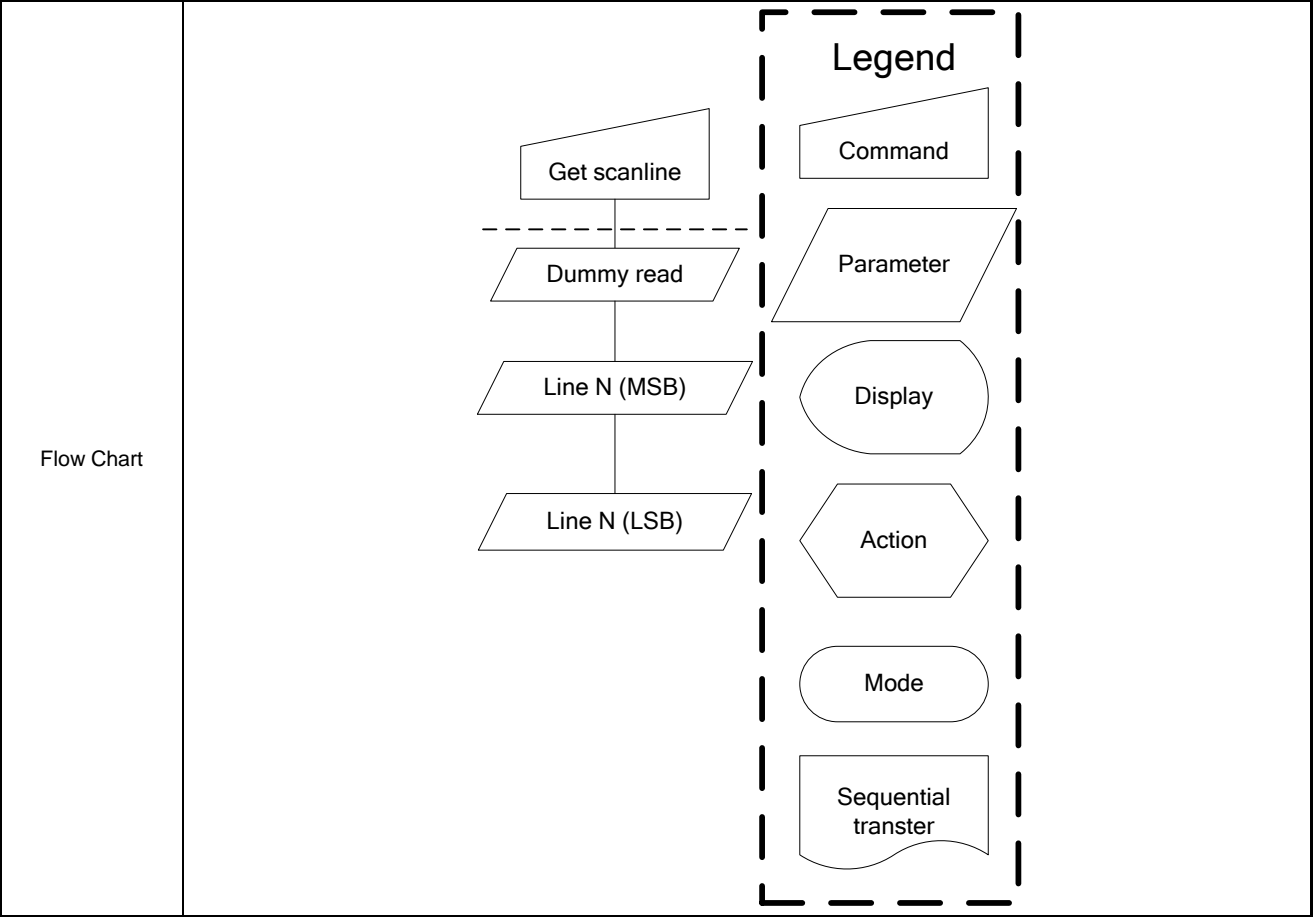 Flow Chart
Get scanline
Dummy read
Line N (MSB)
Line N (LSB)
Legend
Command
Parameter
Display
Action
Mode
Sequential
transter